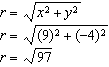 r = √(x² + y²)
r = √((9)² + (−4)²)
r = √97